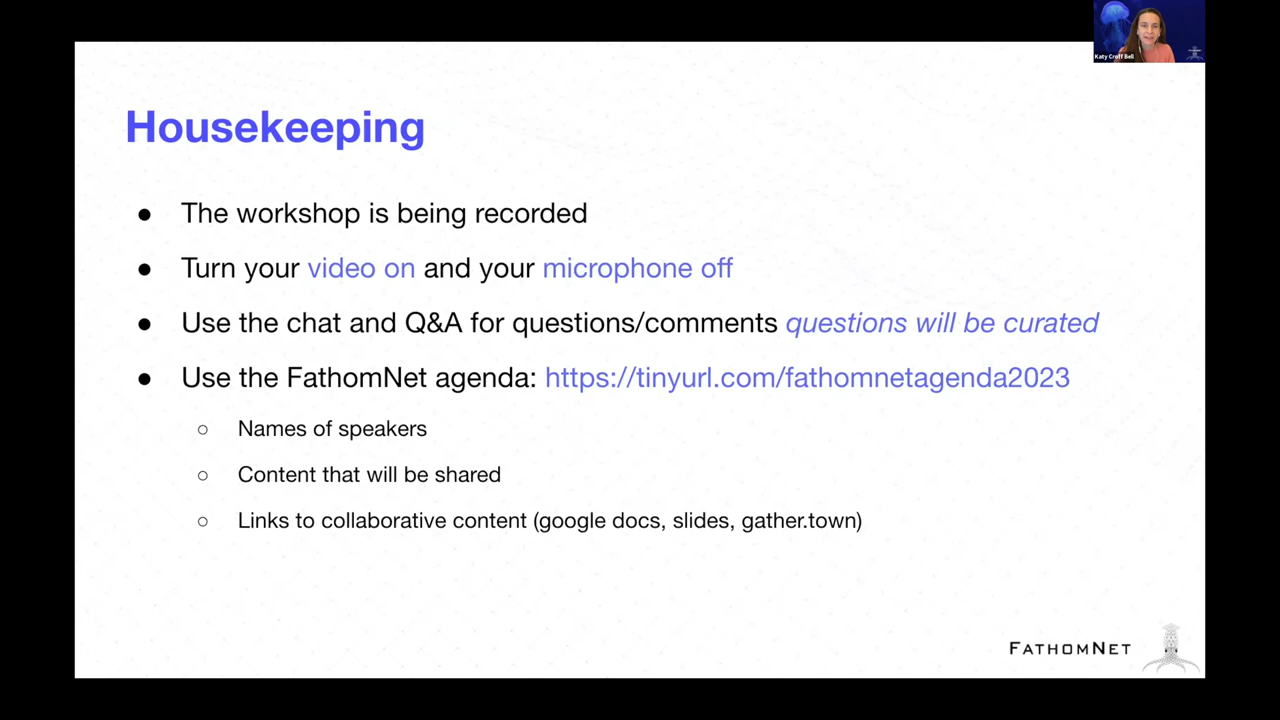 Katy Croff Bell
Housekeeping
● The workshop is being recorded
● Turn your video on and your microphone off
● Use the chat and Q&A for questions/comments questions will be curated
● Use the FathomNet agenda: https://tinyurl.com/fathomnetagenda2023
○ Names of speakers
○ Content that will be shared
○ Links to collaborative content (google docs, slides, gather.town)
FATHOMNET